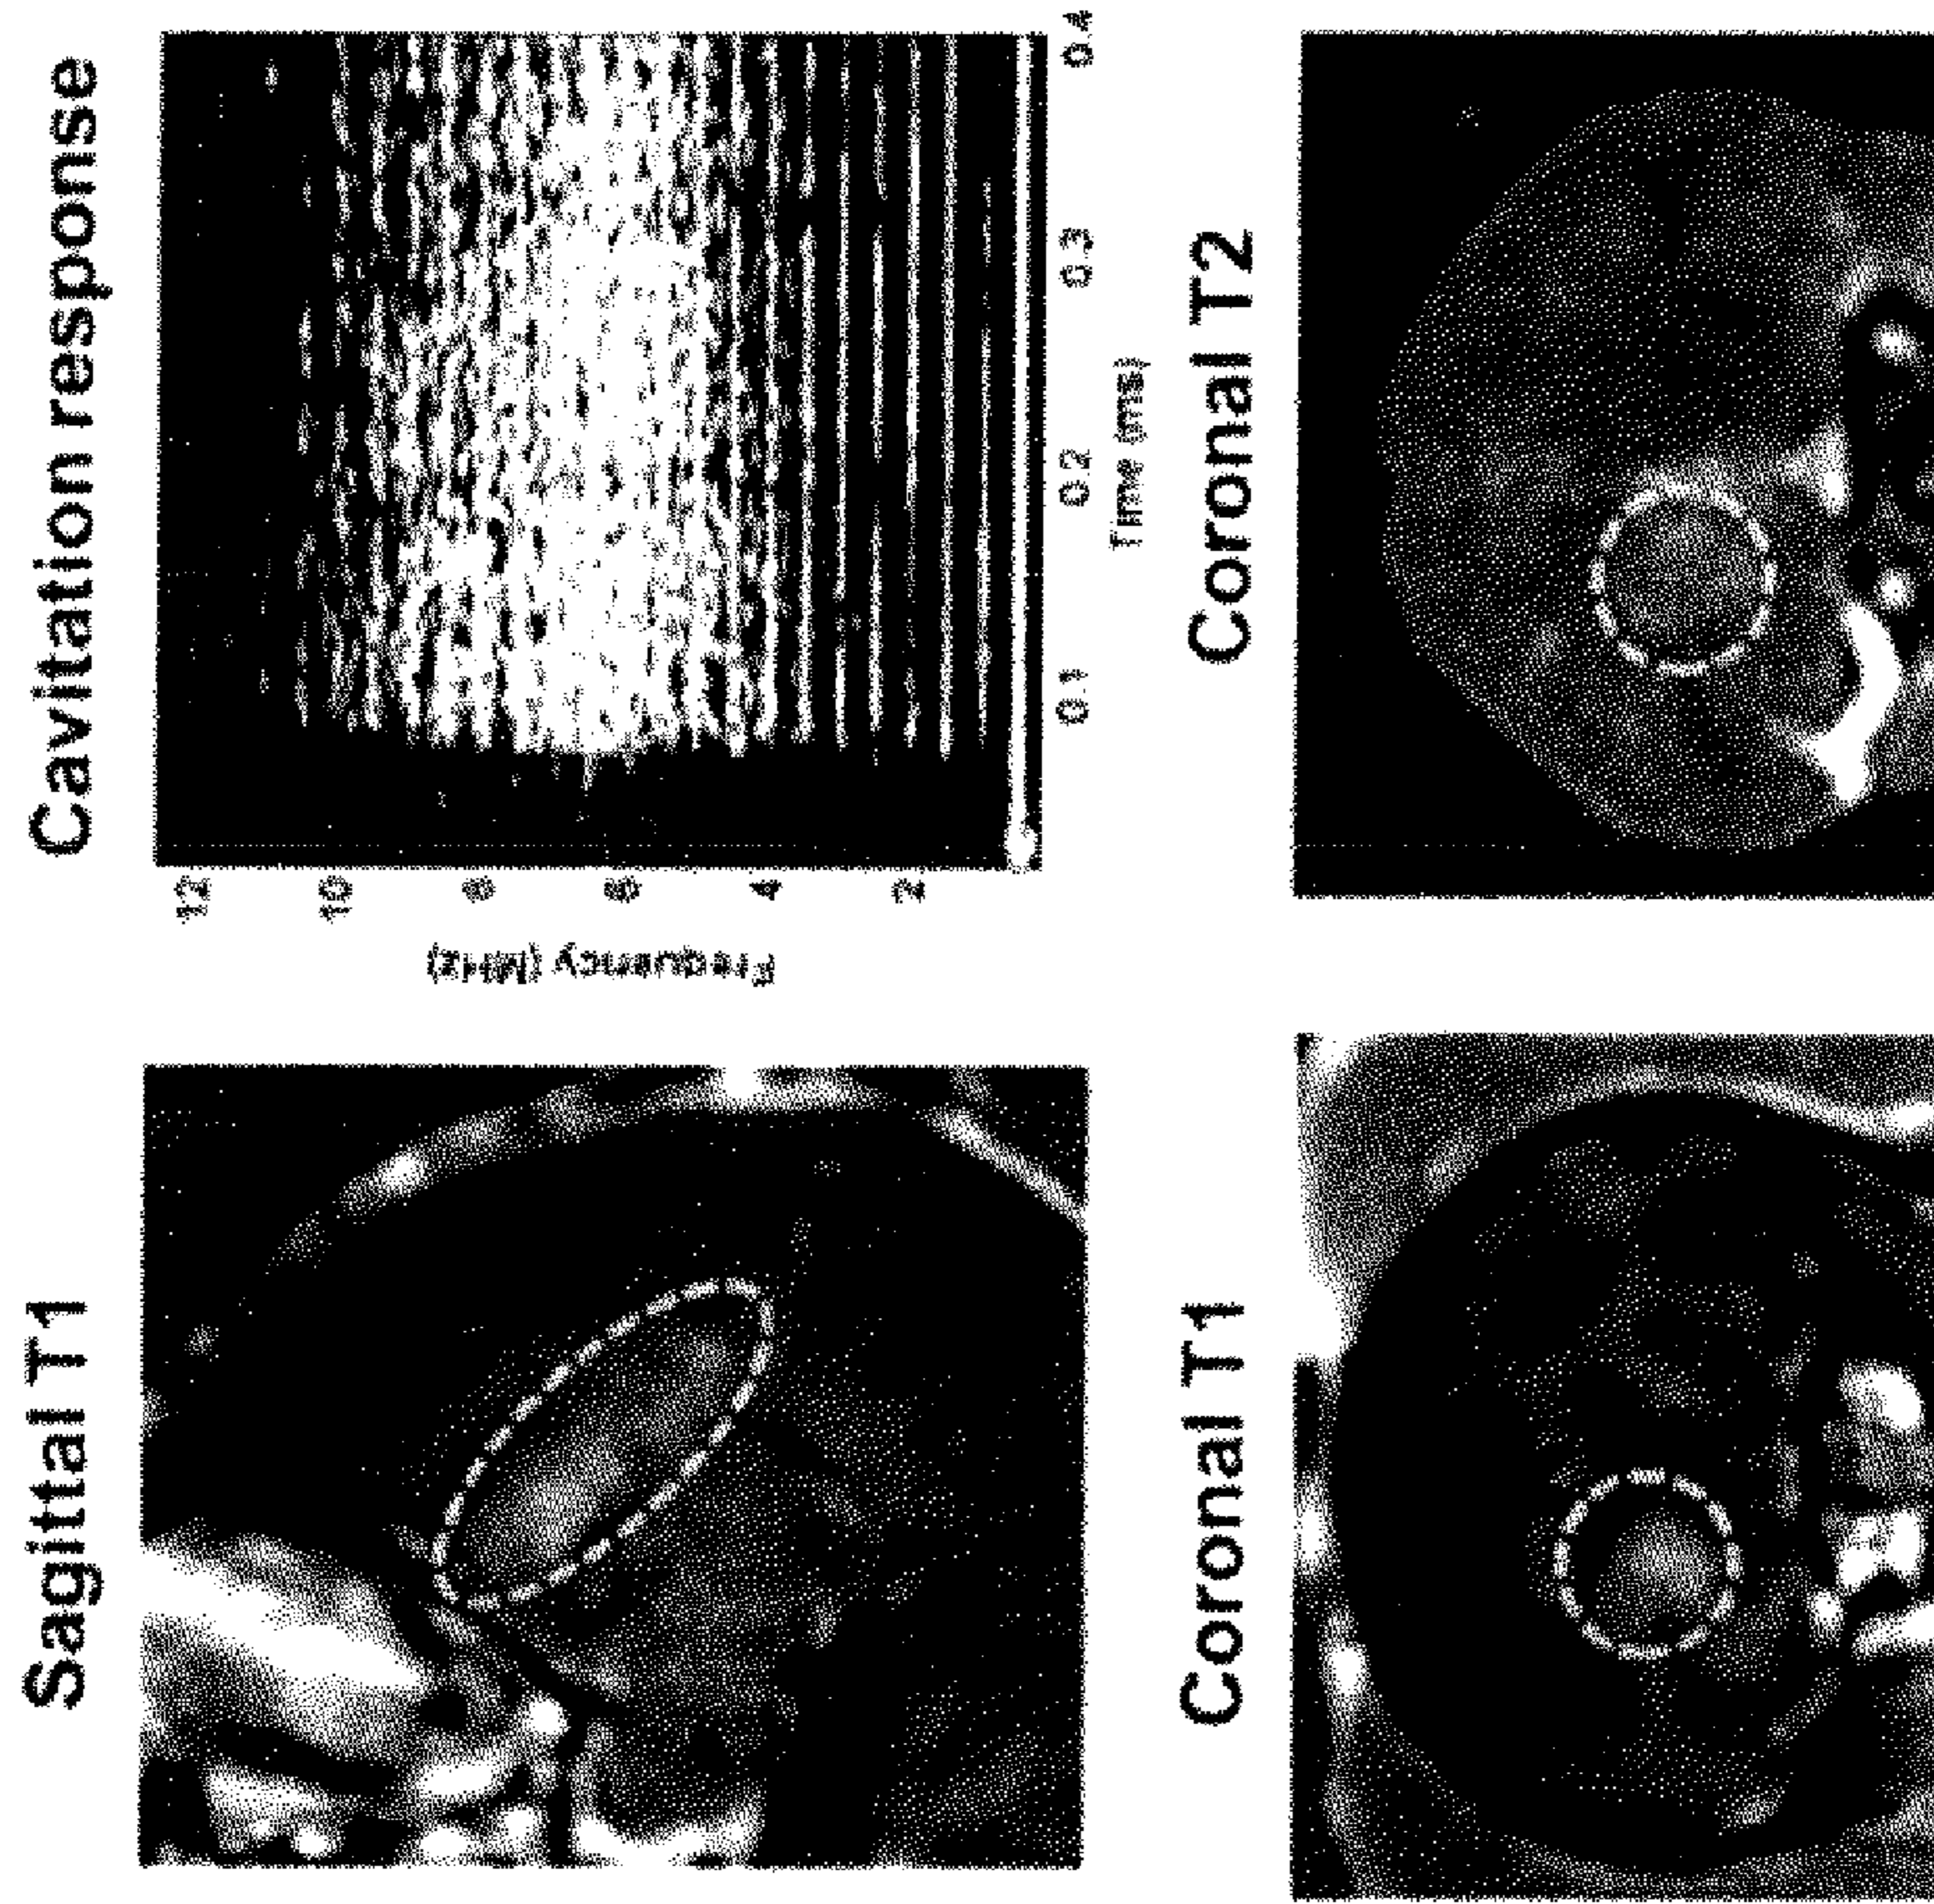 Sagittal T1
Cavitation response
Frequency (MHz)
12
10
8
6
4
2
0.1
0.2
0.3
0.4
Time (ms)
Coronal T1
Coronal T2